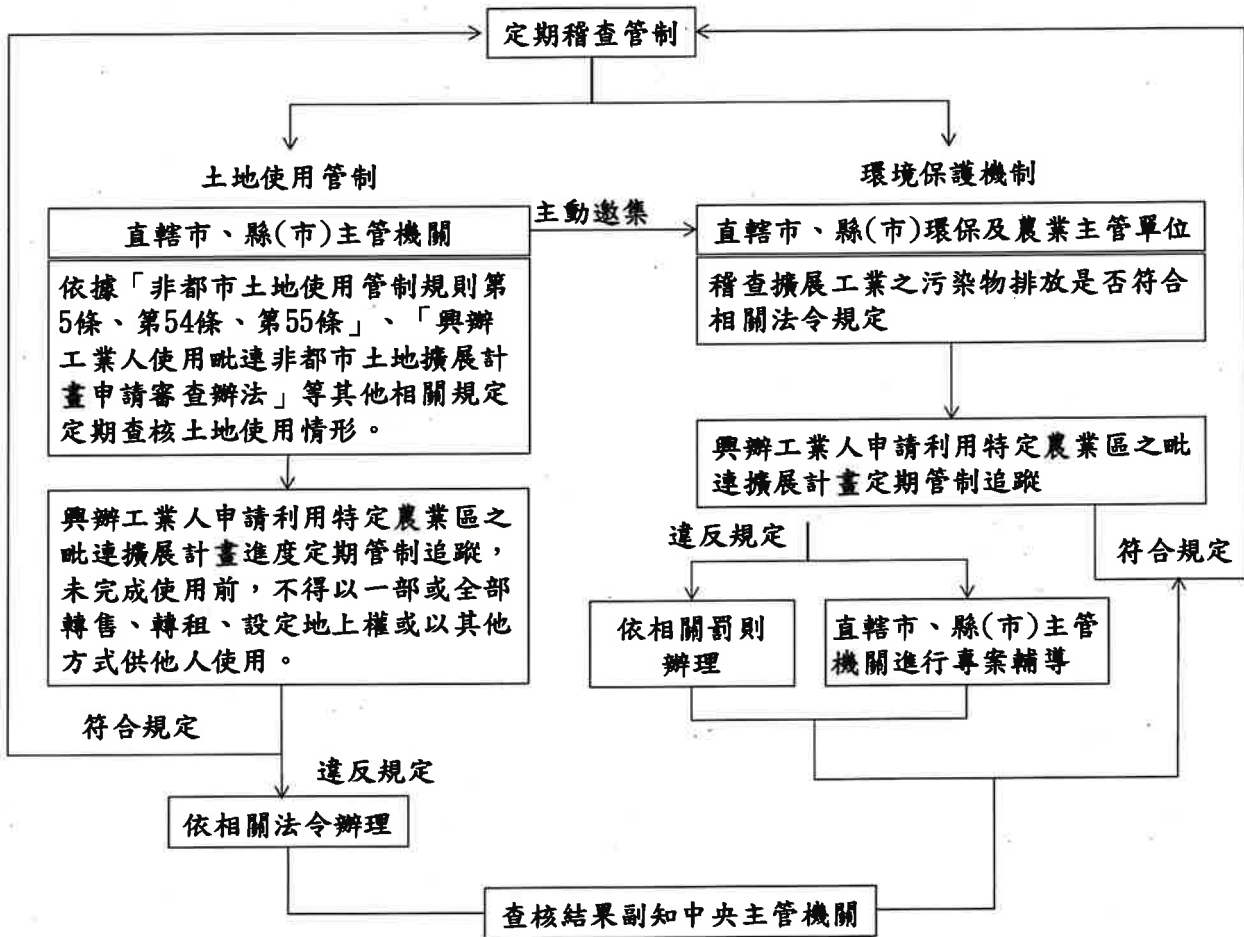 定期稽查管制
土地使用管制
環境保護機制
直轄市、縣(市)主管機關
主動邀集
直轄市、縣(市)環保及農業主管單位
依據「非都市土地使用管制規則第
5條、第54條、第55條」、「興辦
工業人使用毗連非都市土地擴展計
畫申請審查辦法」等其他相關規定
定期查核土地使用情形。
稽查擴展工業之污染物排放是否符合
相關法令規定
興辦工業人申請利用特定農業區之
毗連擴展計畫進度定期管制追蹤,
未完成使用前,不得以一部或全部
轉售、轉租、設定地上權或以其他
方式供他人使用。
興辦工業人申請利用特定農業區之毗
連擴展計畫定期管制追蹤
違反規定
符合規定
依相關罰則
辦理
直轄市、縣(市)主管
機關進行專案輔導
符合規定
違反規定
依相關法令辦理
查核結果副知中央主管機關